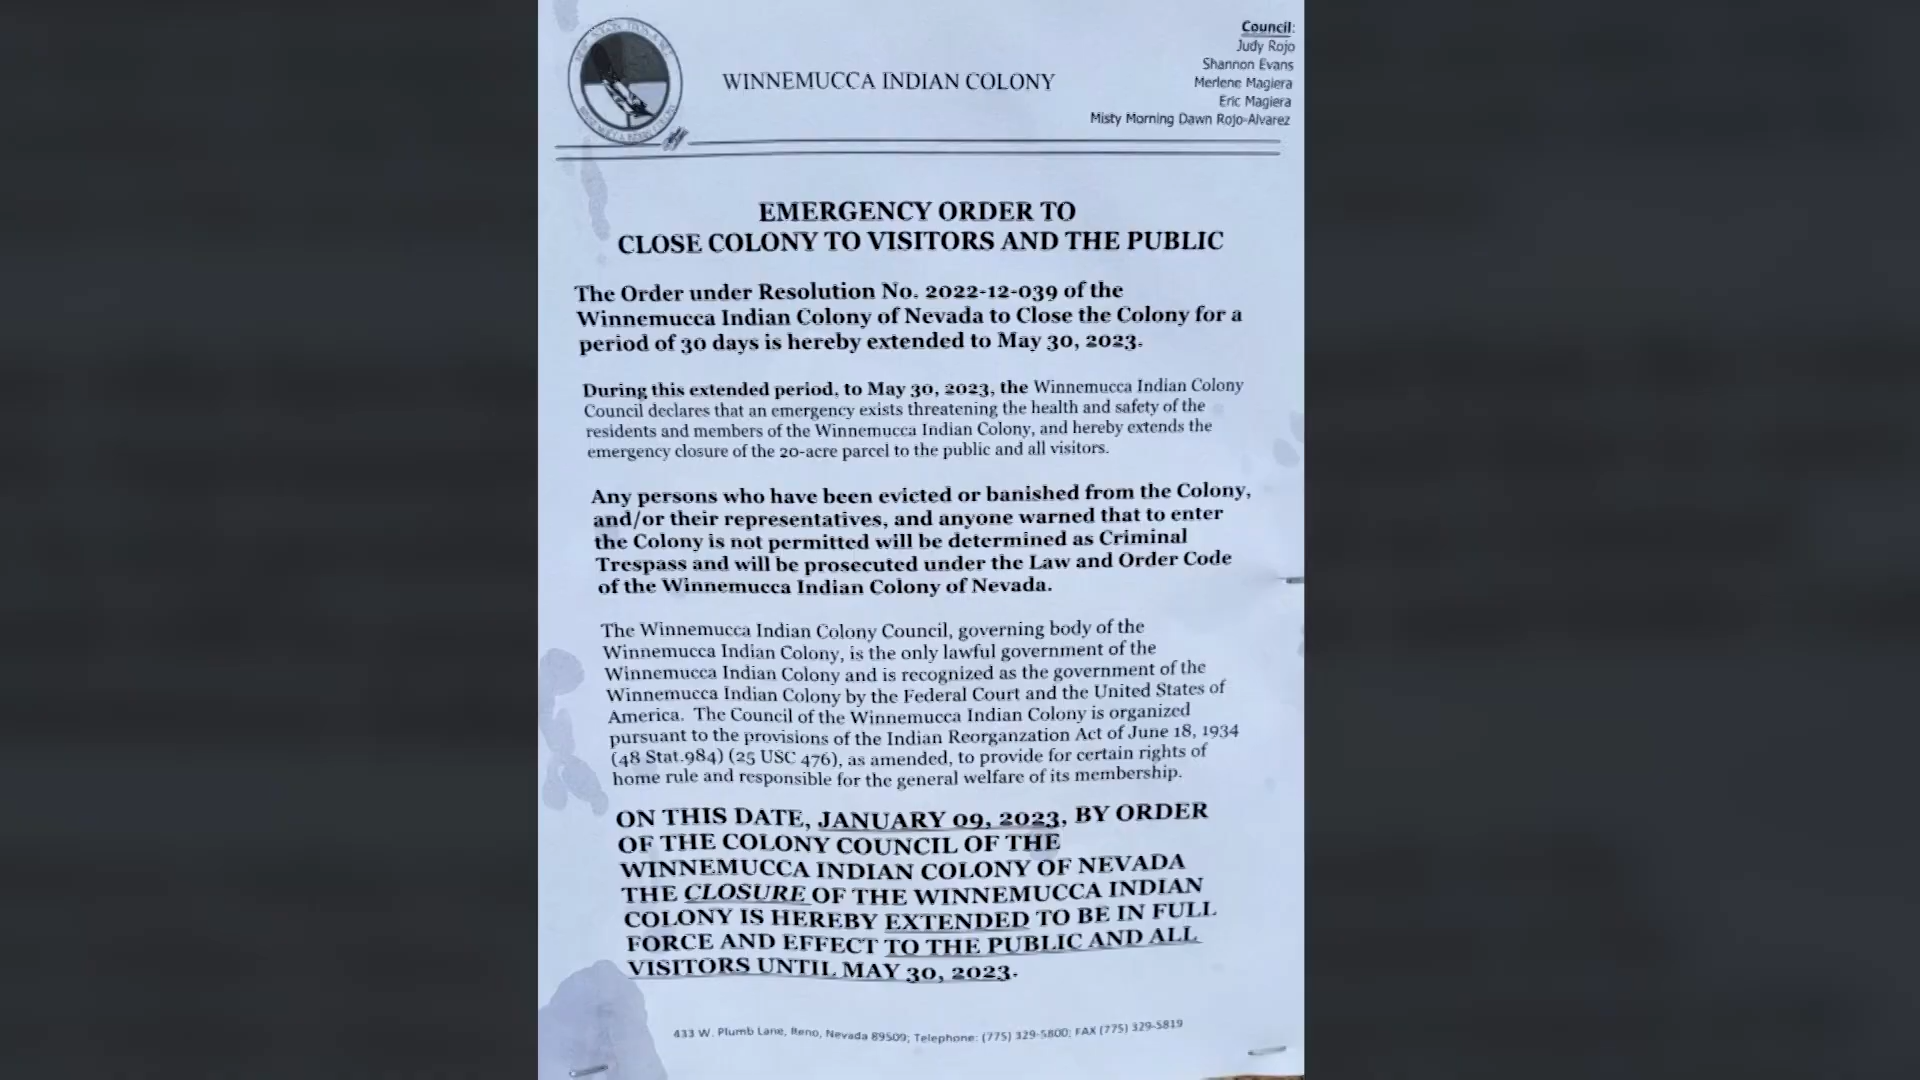 Council:
Judy Rojo
Shannon Evans
Merlene Magiera
Eric Magiera
Misty Morning Dawn Rojo-Alvarez
WINNEMUCCA INDIAN COLONY
EMERGENCY ORDER TO
CLOSE COLONY TO VISITORS AND THE PUBLIC
The Order under Resolution No. 2022-12-039 of the
Winnemucca Indian Colony of Nevada to Close the Colony for a
period of 30 days is hereby extended to May 30, 2023.
During this extended period, to May 30, 2023, the Winnemucca Indian Colony
Council declares that an emergency exists threatening the health and safety of the
residents and members of the Winnemucca Indian Colony, and hereby extends the
emergency closure of the 20-acre parcel to the public and all visitors.
Any persons who have been evicted or banished from the Colony,
and/or their representatives, and anyone warned that to enter
the Colony is not permitted will be determined as Criminal
Trespass and will be prosecuted under the Law and Order Code
of the Winnemucca Indian Colony of Nevada.
The Winnemucca Indian Colony Council, governing body of the
Winnemucca Indian Colony, is the only lawful government of the
Winnemucca Indian Colony and is recognized as the government of the
Winnemucca Indian Colony by the Federal Court and the United States of
America. The Council of the Winnemucca Indian Colony is organized
pursuant to the provisions of the Indian Reorganzation Act of June 18, 1934
(48 Stat.984) (25 USC 476), as amended, to provide for certain rights of
home rule and responsible for the general welfare of its membership.
ON THIS DATE, JANUARY 09, 2023, BY ORDER
OF THE COLONY COUNCIL OF THE
WINNEMUCCA INDIAN COLONY OF NEVADA
THE CLOSURE OF THE WINNEMUCCA INDIAN
COLONY IS HEREBY EXTENDED TO BE IN FULL
FORCE AND EFFECT TO THE PUBLIC AND ALL
VISITORS UNTIL MAY 30, 2023.
433 W. Plumb Lane, Reno, Nevada 89509; Telephone: (775) 329-5800; FAX (775) 329-5819